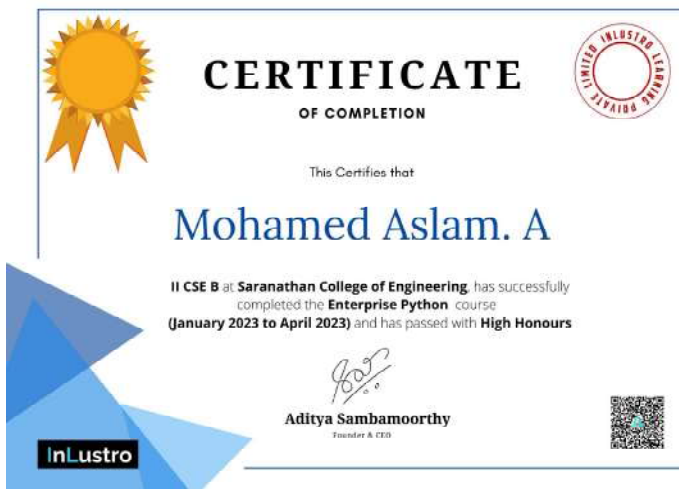 CERTIFICATE
INLUSTRO LEARNING PRIVATE LIMITED
OF COMPLETION
This Certifies that
Mohamed Aslam. A
II CSE B at Saranathan College of Engineering, has successfully
completed the Enterprise Python course
(January 2023 to April 2023) and has passed with High Honours
Aditya Sambamoorthy
Founder & CEO
InLustro